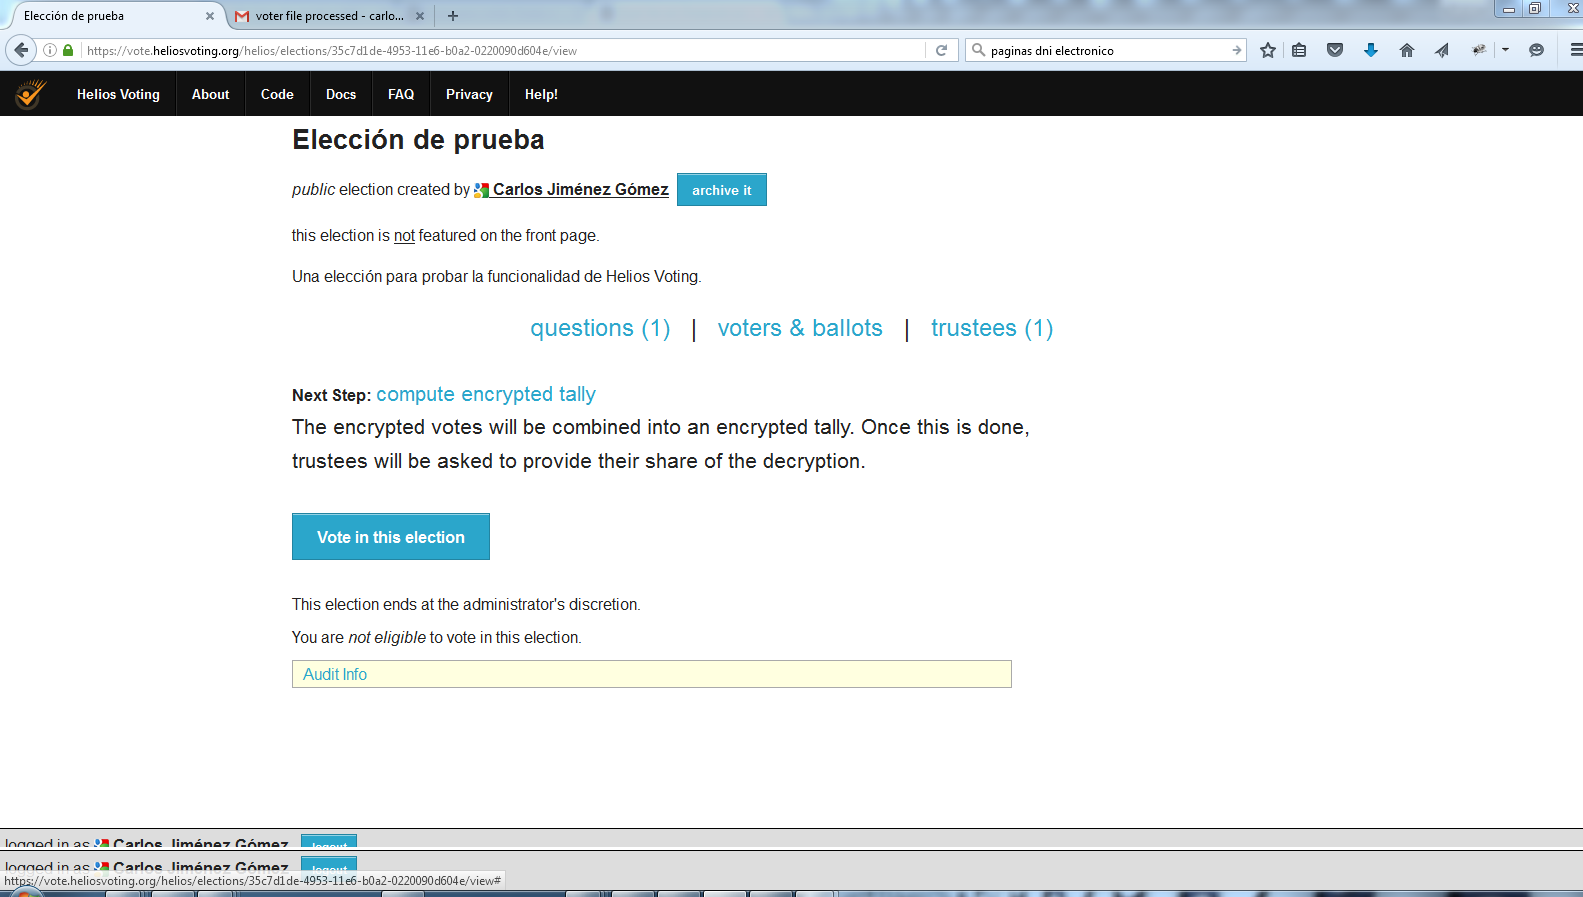 Elección de prueba
voter file processed - carlo...
https://vote.heliosvoting.org/helios/elections/35c7d1de-4953-11e6-b0a2-0220090d604e/view
paginas dni electronico
Helios Voting
About
Code
Docs
FAQ
Privacy
Help!
Elección de prueba
public election created by Carlos Jiménez Gómez archive it
this election is not featured on the front page.
Una elección para probar la funcionalidad de Helios Voting.
questions (1) | voters & ballots | trustees (1)
Next Step: compute encrypted tally
The encrypted votes will be combined into an encrypted tally. Once this is done,
trustees will be asked to provide their share of the decryption.
Vote in this election
This election ends at the administrator's discretion.
You are not eligible to vote in this election.
Audit Info
logged in as Carlos Jiménez Gómez logout
logged in as Carlos Jiménez Gómez logout
https://vote.heliosvoting.org/helios/elections/35c7d1de-4953-11e6-b0a2-0220090d604e/view#